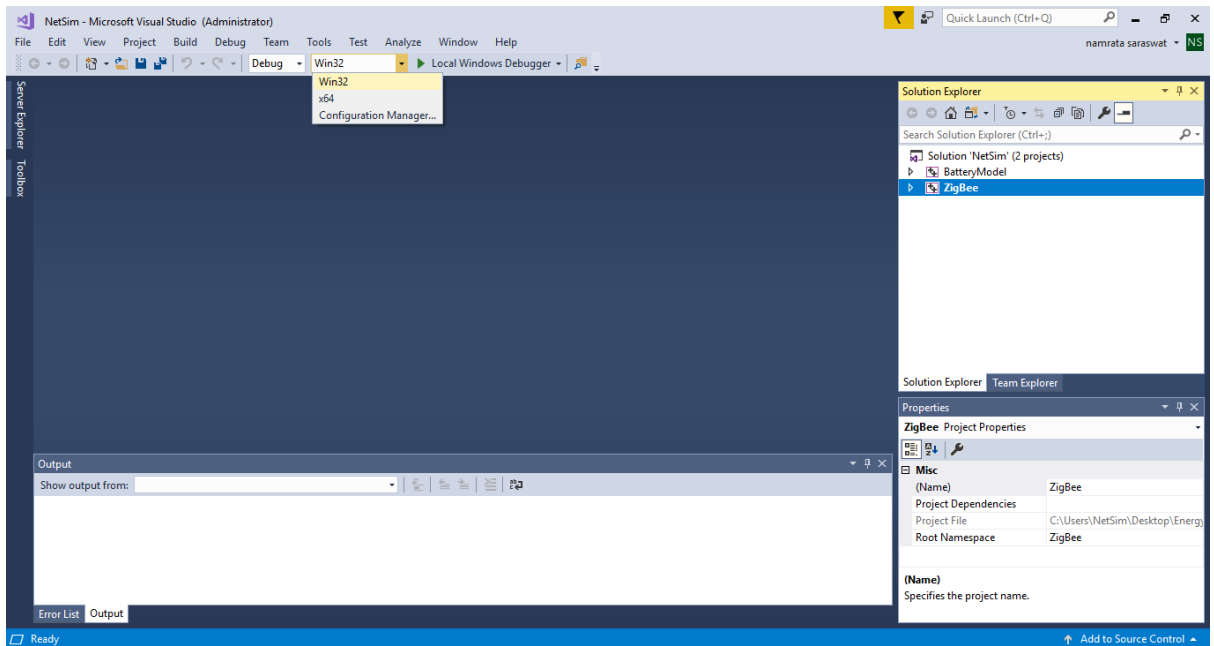 NetSim - Microsoft Visual Studio (Administrator)
Quick Launch (Ctrl+Q)
File Edit View Project Build Debug Team Tools Test Analyze Window Help
namrata saraswat NS
Debug Win32 Local Windows Debugger
Win32
x64
Configuration Manager...
Server Explorer
Toolbox
Solution Explorer
Search Solution Explorer (Ctrl+;)
Solution 'NetSim' (2 projects)
BatteryModel
ZigBee
Solution Explorer Team Explorer
Properties
ZigBee Project Properties
Misc
(Name) ZigBee
Project Dependencies
Project File C:\Users\NetSim\Desktop\Energy
Root Namespace ZigBee
(Name)
Specifies the project name.
Output
Show output from:
Error List Output
Ready
Add to Source Control